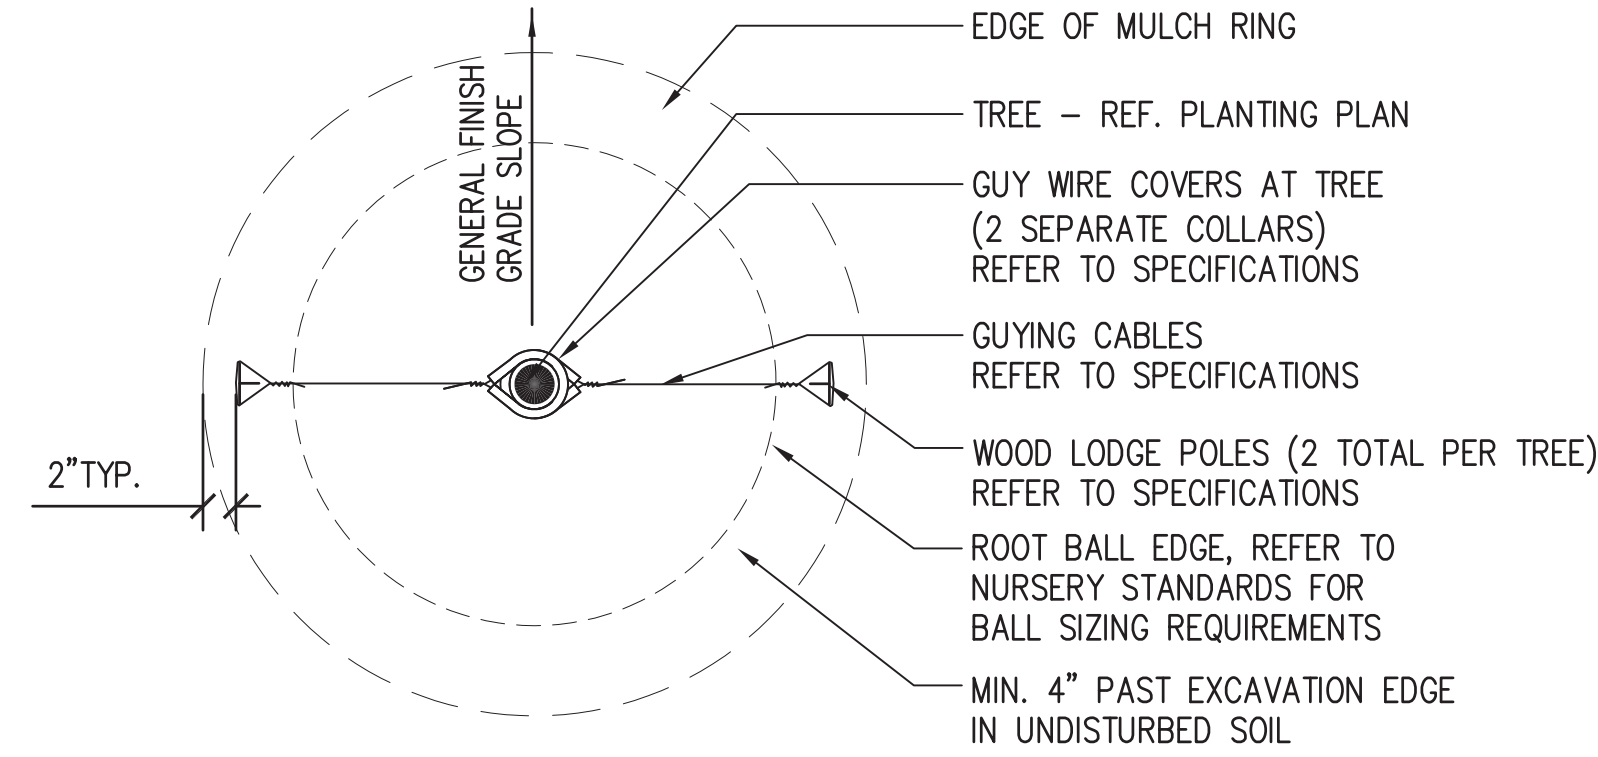 EDGE OF MULCH RING
TREE – REF. PLANTING PLAN
GUY WIRE COVERS AT TREE
(2 SEPARATE COLLARS)
REFER TO SPECIFICATIONS
GUYING CABLES
REFER TO SPECIFICATIONS
WOOD LODGE POLES (2 TOTAL PER TREE)
REFER TO SPECIFICATIONS
ROOT BALL EDGE, REFER TO
NURSERY STANDARDS FOR
BALL SIZING REQUIREMENTS
MIN. 4" PAST EXCAVATION EDGE
IN UNDISTURBED SOIL
GENERAL FINISH
GRADE SLOPE
2"TYP.